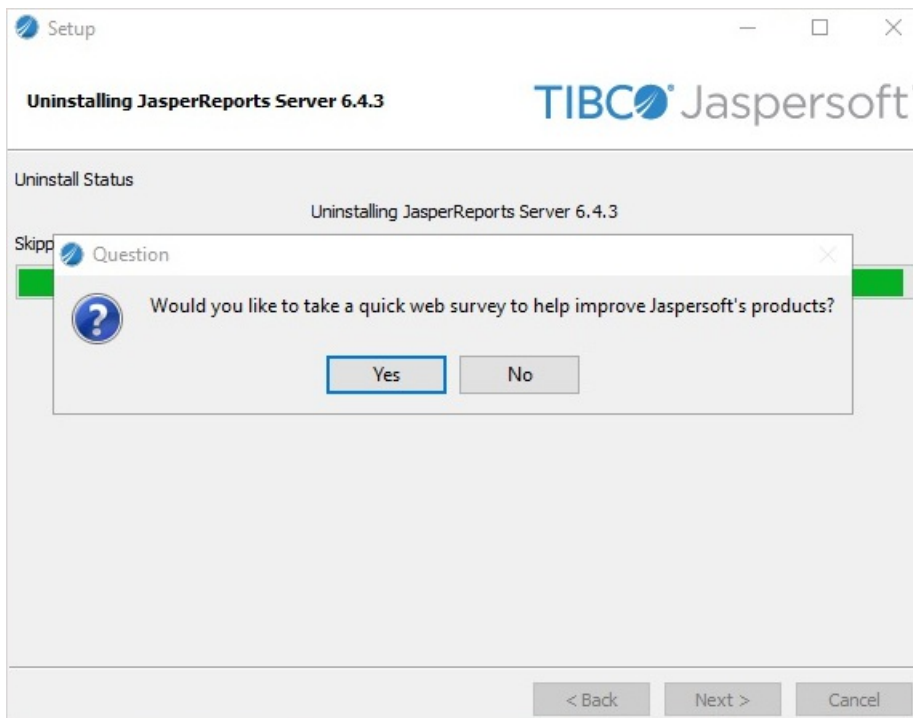 Setup
Uninstalling JasperReports Server 6.4.3
TIBCO Jaspersoft
Uninstall Status
Uninstalling JasperReports Server 6.4.3
Question
Would you like to take a quick web survey to help improve Jaspersoft's products?
Yes
No
< Back
Next >
Cancel